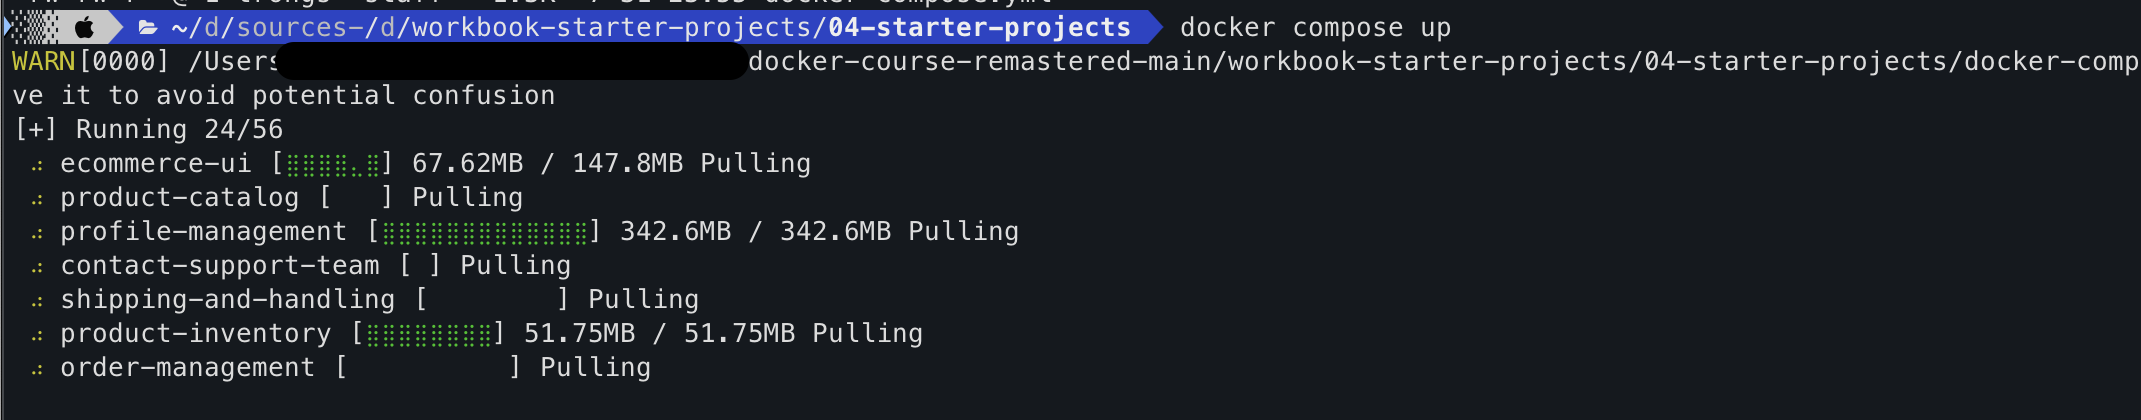 ~/d/sources-/d/workbook-starter-projects/04-starter-projects docker compose up
WARN[0000] /Users docker-course-remastered-main/workbook-starter-projects/04-starter-projects/docker-comp
ve it to avoid potential confusion
[+] Running 24/56
ecommerce-ui [⣿⣿⣿⣿⣄⣿] 67.62MB / 147.8MB Pulling
product-catalog [   ] Pulling
profile-management [⣿⣿⣿⣿⣿⣿⣿⣿⣿⣿⣿⣿⣿] 342.6MB / 342.6MB Pulling
contact-support-team [ ] Pulling
shipping-and-handling [        ] Pulling
product-inventory [⣿⣿⣿⣿⣿⣿⣿⣿] 51.75MB / 51.75MB Pulling
order-management [          ] Pulling